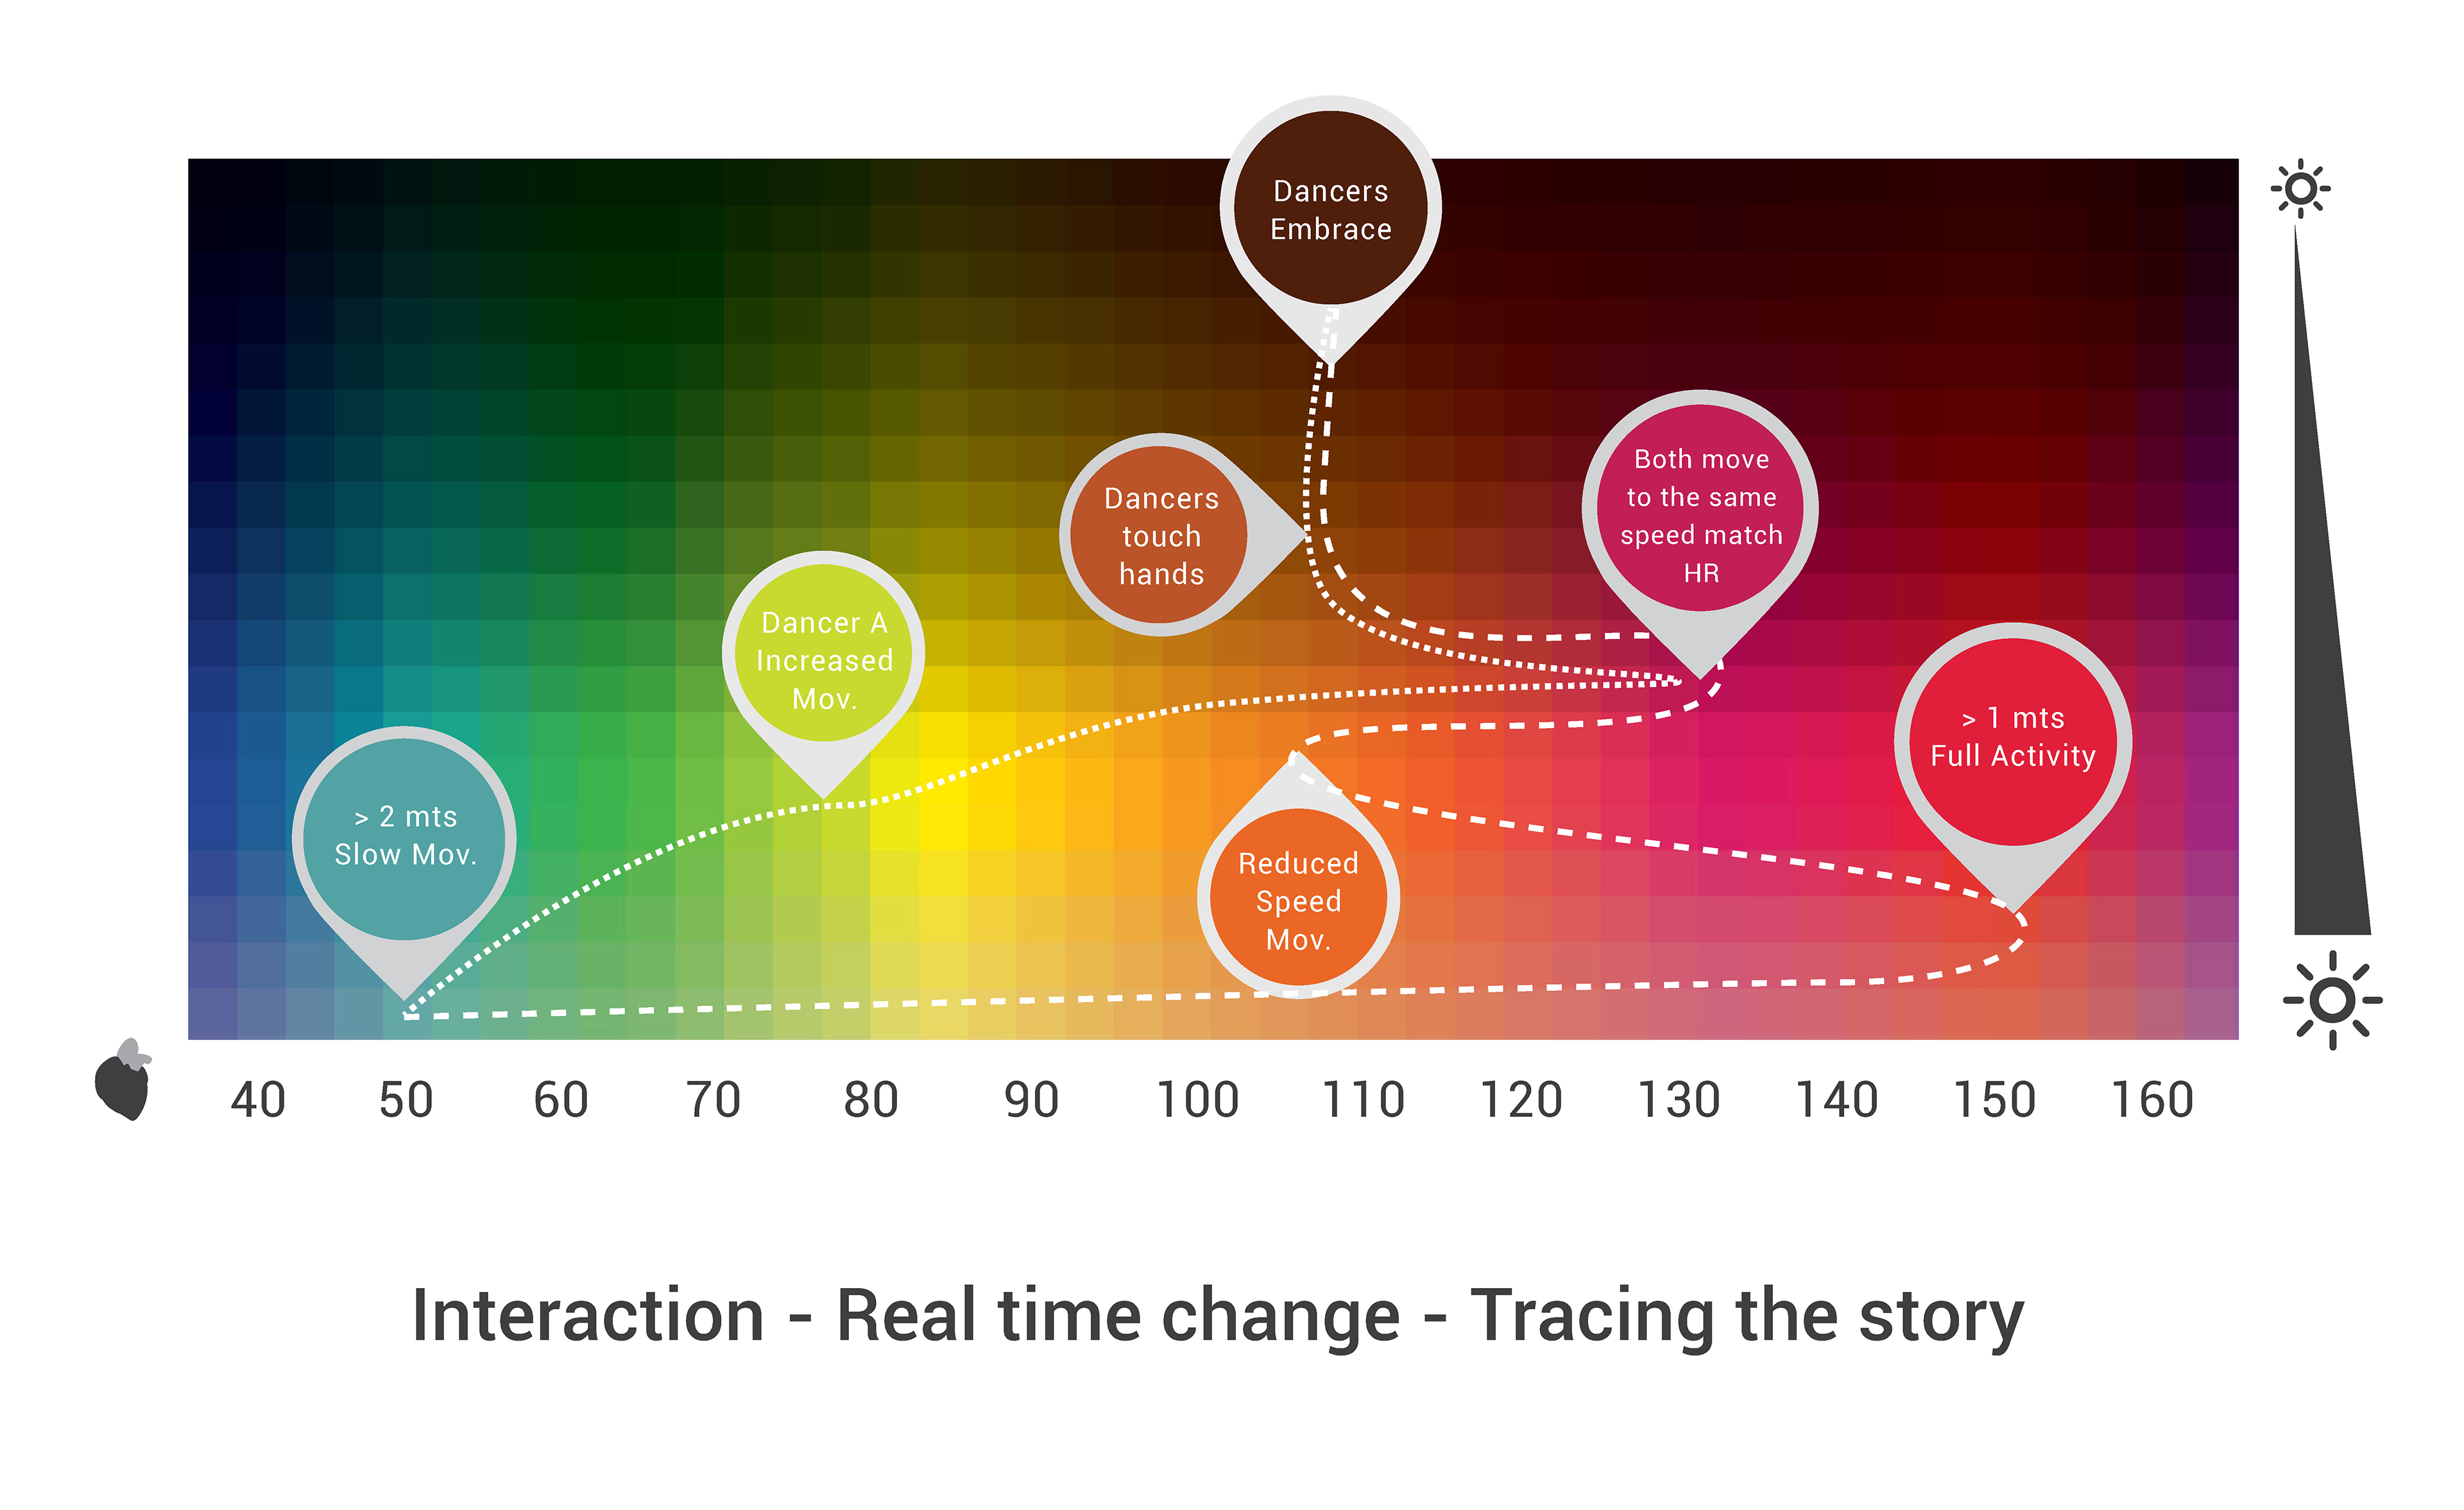 Dancers
Embrace
Both move
to the same
speed match
HR
Dancers
touch
hands
Dancer A
Increased
Mov.
> 1 mts
Full Activity
> 2 mts
Slow Mov.
Reduced
Speed
Mov.
40 50 60 70 80 90 100 110 120 130 140 150 160
Interaction - Real time change - Tracing the story